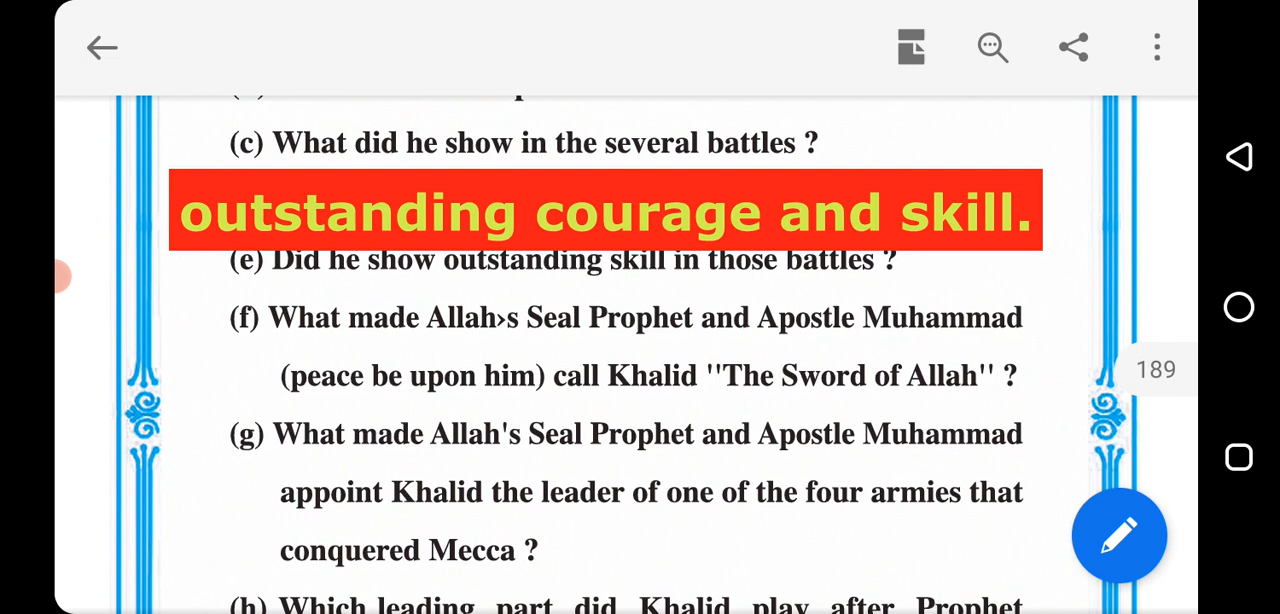 (c) What did he show in the several battles ?
outstanding courage and skill.
(e) Did he show outstanding skill in those battles ?
(f) What made Allah›s Seal Prophet and Apostle Muhammad
(peace be upon him) call Khalid ''The Sword of Allah'' ?
189
(g) What made Allah's Seal Prophet and Apostle Muhammad
appoint Khalid the leader of one of the four armies that
conquered Mecca ?
(h) Which leading part did Khalid play after Prophet